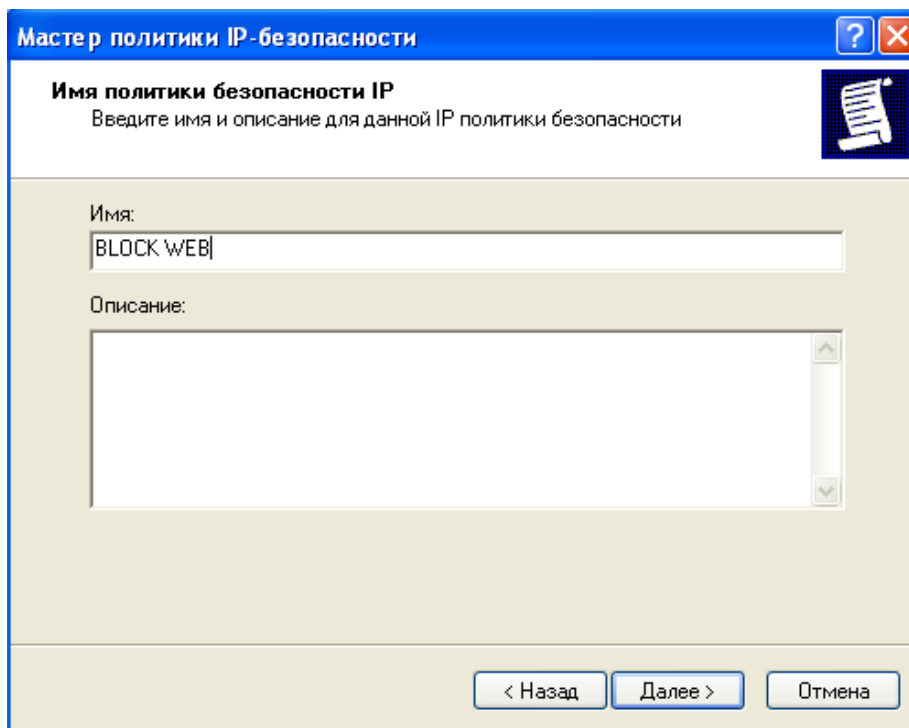 Мастер политики IP-безопасности
Имя политики безопасности IP
Введите имя и описание для данной IP политики безопасности
Имя:
BLOCK WEB
Описание:
< Назад Далее > Отмена